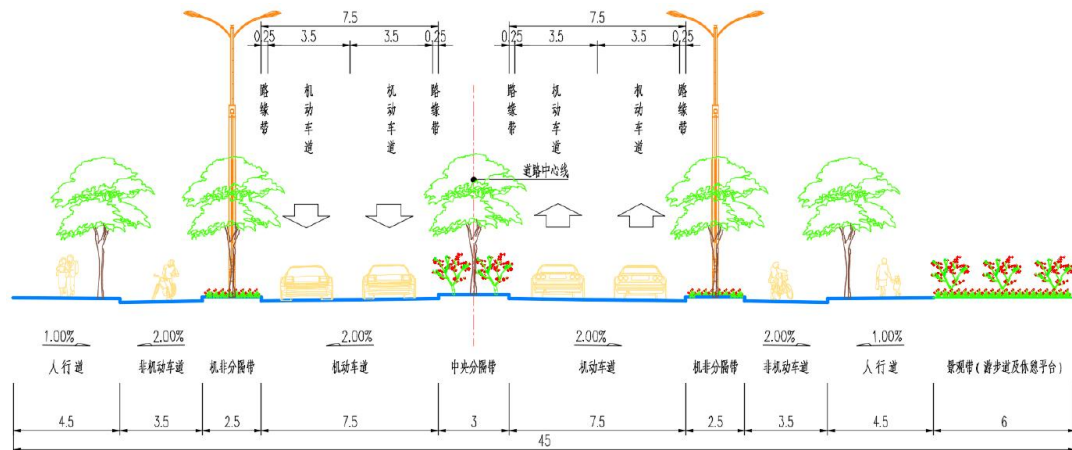 7.5
7.5
0.25 3.5 3.5 0.25
0.25 3.5 3.5 0.25
路缘带
机动车道
机动车道
路缘带
路缘带
机动车道
机动车道
路缘带
道路中心线
1.00% 2.00% 2.00% 2.00% 2.00% 1.00%
人行道 非机动车道 机非分隔带 机动车道 中央分隔带 机动车道 机非分隔带 非机动车道 人行道 景观带(游步道及休憩平台)
4.5 3.5 2.5 7.5 3 7.5 2.5 3.5 4.5 6
45